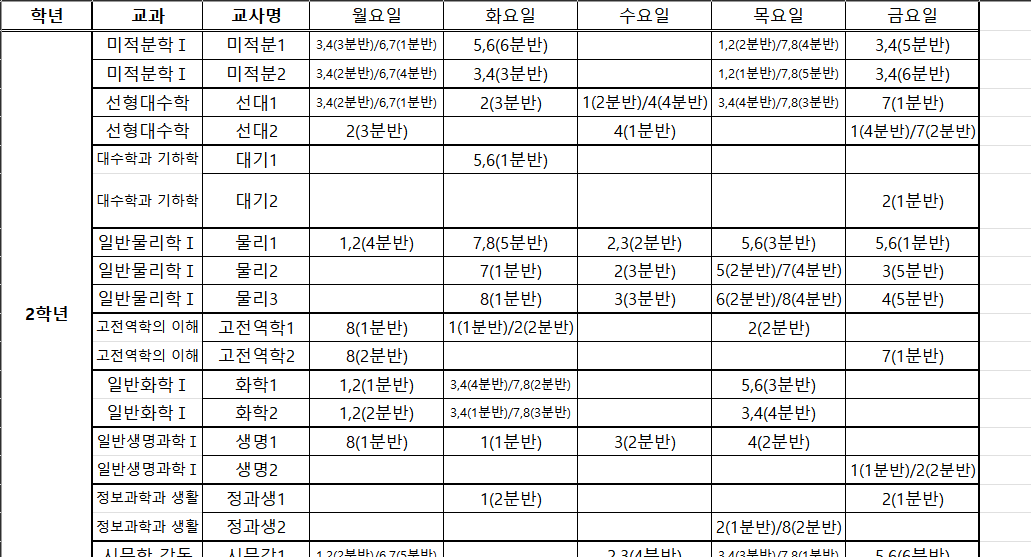 학년 교과 교사명 월요일 화요일 수요일 목요일 금요일
미적분학Ⅰ 미적분1 3,4(3분반)/6,7(1분반) 5,6(6분반) 1,2(2분반)/7,8(4분반) 3,4(5분반)
미적분학Ⅰ 미적분2 3,4(2분반)/6,7(4분반) 3,4(3분반) 1,2(1분반)/7,8(5분반) 3,4(6분반)
선형대수학 선대1 3,4(2분반)/6,7(1분반) 2(3분반) 1(2분반)/4(4분반) 3,4(4분반)/7,8(3분반) 7(1분반)
선형대수학 선대2 2(3분반) 4(1분반) 1(4분반)/7(2분반)
대수학과 기하학 대기1 5,6(1분반)
대수학과 기하학 대기2 2(1분반)
일반물리학Ⅰ 물리1 1,2(4분반) 7,8(5분반) 2,3(2분반) 5,6(3분반) 5,6(1분반)
일반물리학Ⅰ 물리2 7(1분반) 2(3분반) 5(2분반)/7(4분반) 3(5분반)
일반물리학Ⅰ 물리3 8(1분반) 3(3분반) 6(2분반)/8(4분반) 4(5분반)
2학년
고전역학의 이해 고전역학1 8(1분반) 1(1분반)/2(2분반) 2(2분반)
고전역학의 이해 고전역학2 8(2분반) 7(1분반)
일반화학Ⅰ 화학1 1,2(1분반) 3,4(4분반)/7,8(2분반) 5,6(3분반)
일반화학Ⅰ 화학2 1,2(2분반) 3,4(1분반)/7,8(3분반) 3,4(4분반)
일반생명과학Ⅰ 생명1 8(1분반) 1(1분반) 3(2분반) 4(2분반)
일반생명과학Ⅰ 생명2 1(1분반)/2(2분반)
정보과학과 생활 정과생1 1(2분반) 2(1분반)
정보과학과 생활 정과생2 2(1분반)/8(2분반)
1,2(2분반)/6,7(5분반) 2,3(4분반) 3,4(3분반)/7,8(1분반) 5,6(6분반)